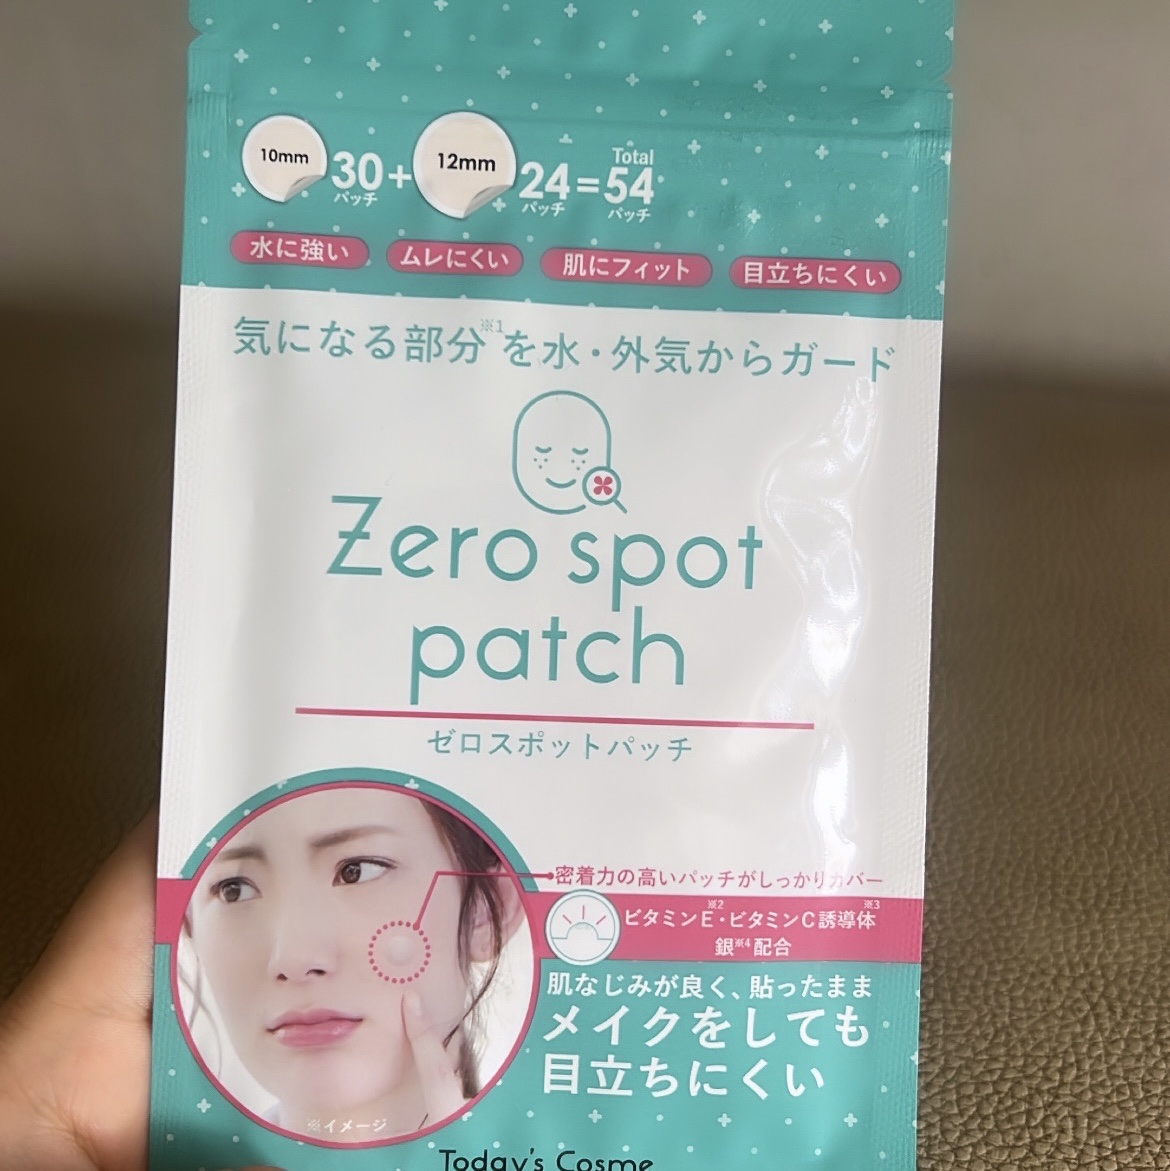 10mm 30 + 12mm 24 = Total 54
パッチ パッチ パッチ
水に強い ムレにくい 肌にフィット 目立ちにくい
気になる部分※1を水・外気からガード
Zero spot
patch
ゼロスポットパッチ
密着力の高いパッチがしっかりカバー
ビタミンE※2・ビタミンC誘導体※3
銀※4配合
肌なじみが良く、貼ったまま
メイクをしても
目立ちにくい
※イメージ
Today's Cosme